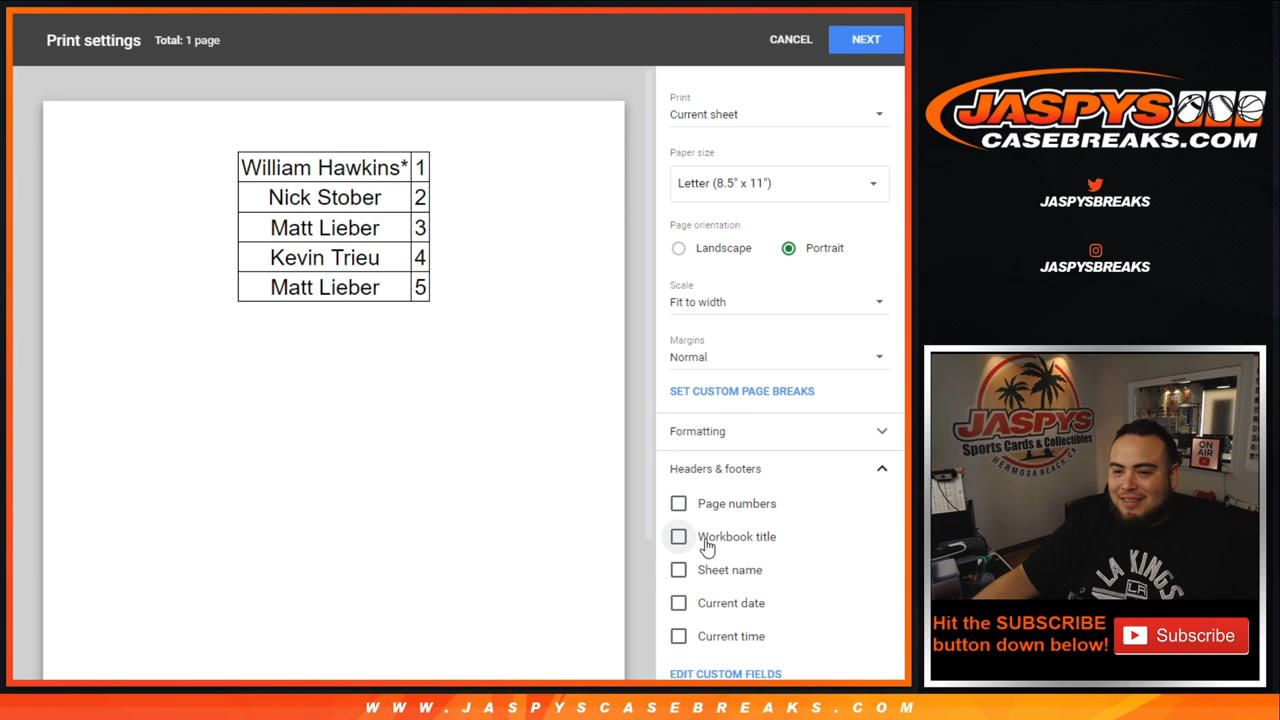 Print settings Total: 1 page CANCEL NEXT
William Hawkins* 1
Nick Stober 2
Matt Lieber 3
Kevin Trieu 4
Matt Lieber 5
Print
Current sheet
Paper size
Letter (8.5" x 11")
Page orientation
Landscape Portrait
Scale
Fit to width
Margins
Normal
SET CUSTOM PAGE BREAKS
Formatting
Headers & footers
Page numbers
Workbook title
Sheet name
Current date
Current time
EDIT CUSTOM FIELDS
JASPYS
CASEBREAKS.COM
JASPYSBREAKS
JASPYSBREAKS
JASPYS
Sports Cards & Collectibles
HERMOSA BEACH, CA
ON
AIR
LA KINGS
Hit the SUBSCRIBE
button down below!
Subscribe
WWW.JASPYSCASEBREAKS.COM